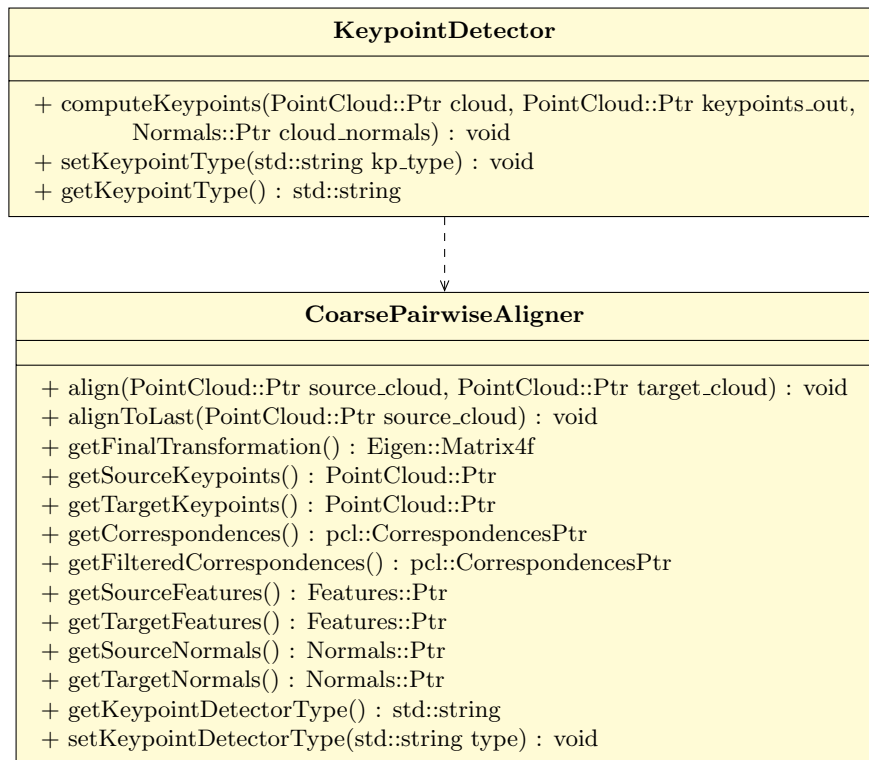 KeypointDetector
+ computeKeypoints(PointCloud::Ptr cloud, PointCloud::Ptr keypoints_out,
Normals::Ptr cloud_normals) : void
+ setKeypointType(std::string kp_type) : void
+ getKeypointType() : std::string
CoarsePairwiseAligner
+ align(PointCloud::Ptr source_cloud, PointCloud::Ptr target_cloud) : void
+ alignToLast(PointCloud::Ptr source_cloud) : void
+ getFinalTransformation() : Eigen::Matrix4f
+ getSourceKeypoints() : PointCloud::Ptr
+ getTargetKeypoints() : PointCloud::Ptr
+ getCorrespondences() : pcl::CorrespondencesPtr
+ getFilteredCorrespondences() : pcl::CorrespondencesPtr
+ getSourceFeatures() : Features::Ptr
+ getTargetFeatures() : Features::Ptr
+ getSourceNormals() : Normals::Ptr
+ getTargetNormals() : Normals::Ptr
+ getKeypointDetectorType() : std::string
+ setKeypointDetectorType(std::string type) : void